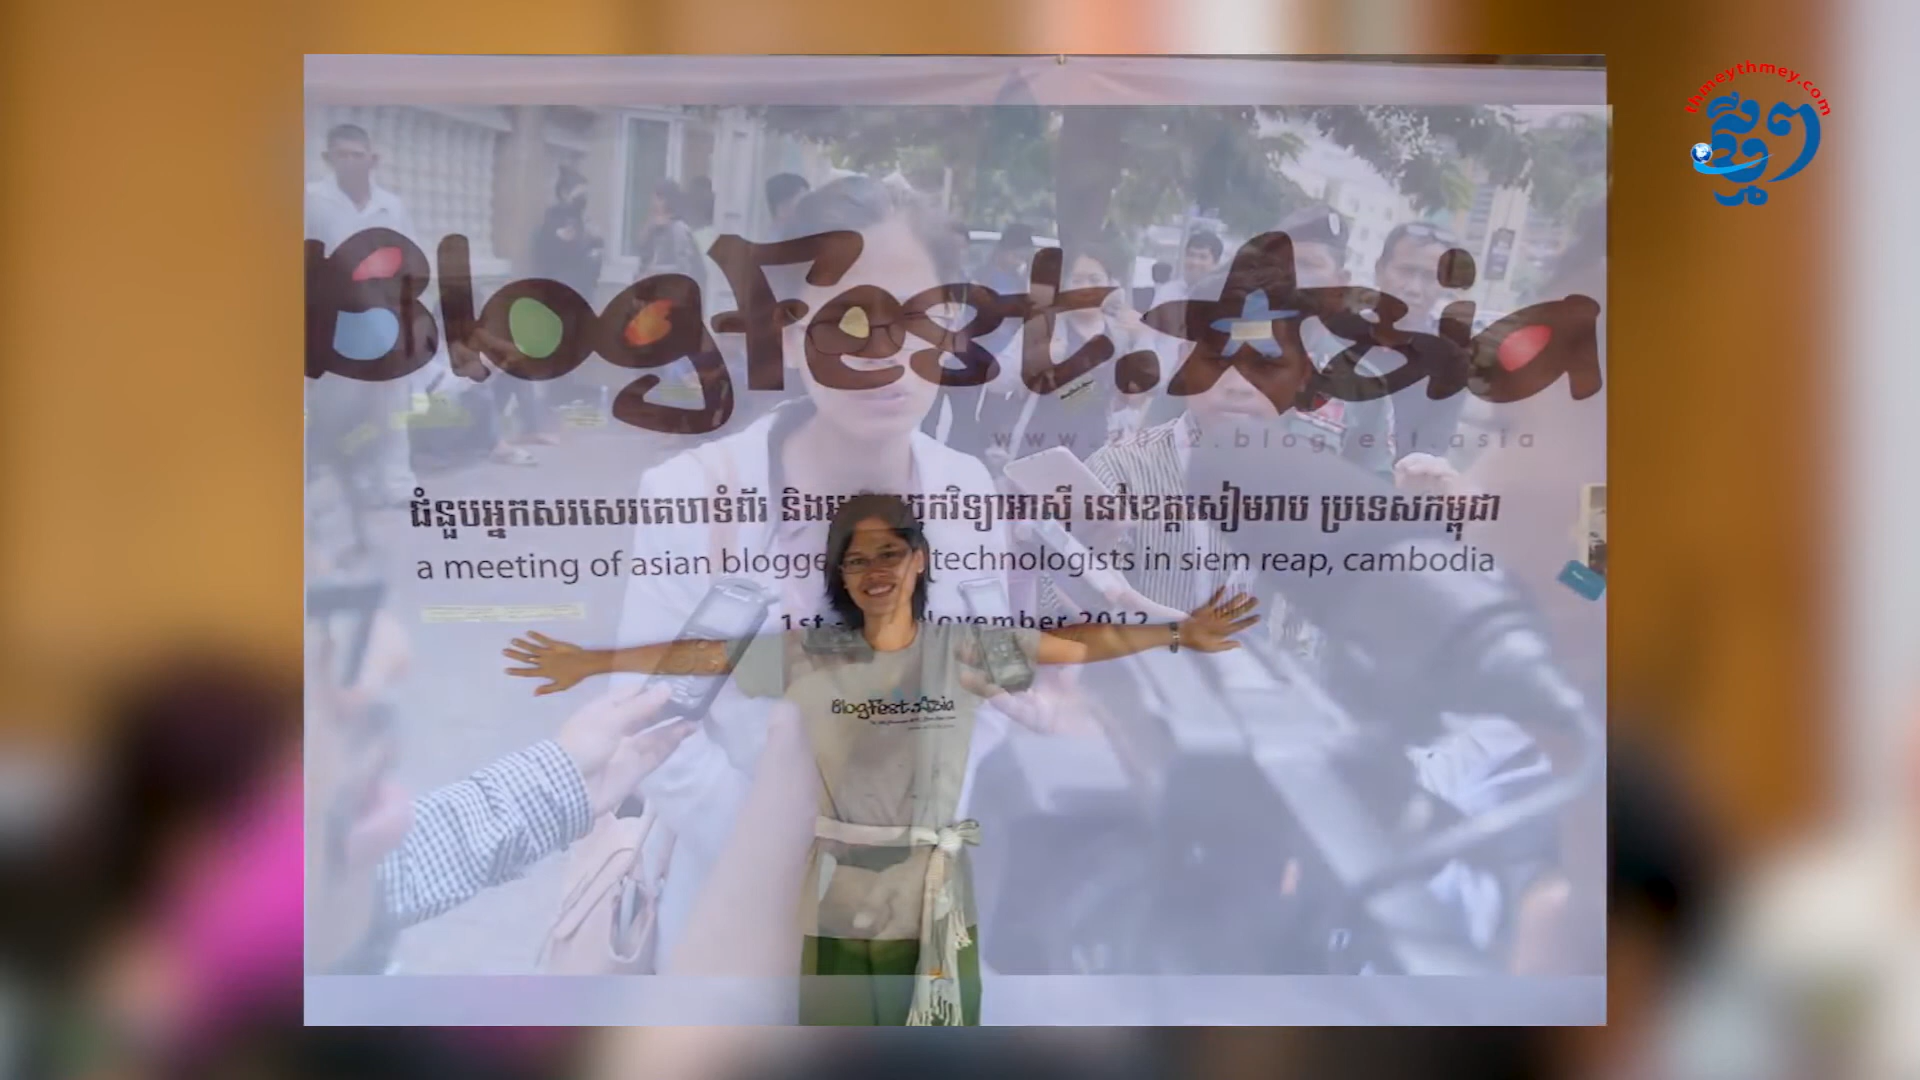 thmeythmey.com
ថ្មីៗ
BlogFest.Asia
www.2012.blogfest.asia
ជំនួបអ្នកសរសេរគេហទំព័រ និង បច្ចេកវិទ្យាអាស៊ី នៅខេត្តសៀមរាប ប្រទេសកម្ពុជា
a meeting of asian technologists in siem reap, cambodia
1st - November 2012
BlogFest.Asia